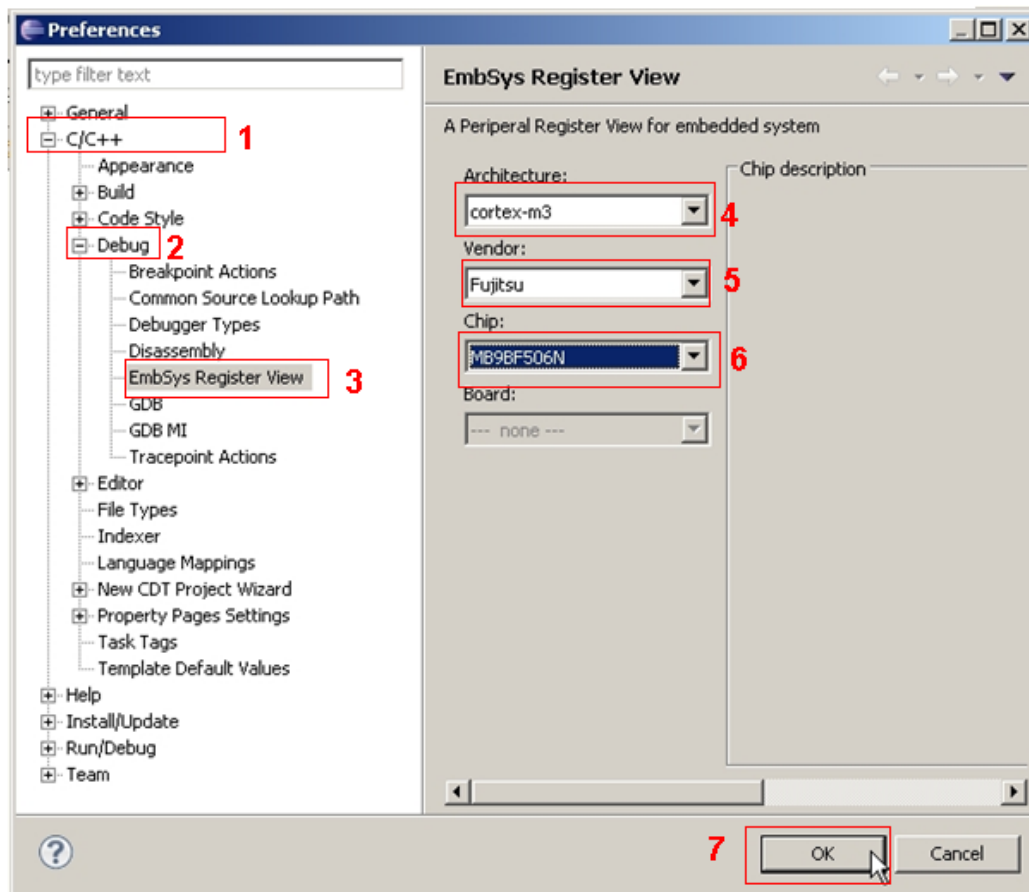 Preferences
type filter text
General
C/C++
1
Appearance
Build
Code Style
Debug
2
Breakpoint Actions
Common Source Lookup Path
Debugger Types
Disassembly
EmbSys Register View
3
GDB
GDB MI
Tracepoint Actions
Editor
File Types
Indexer
Language Mappings
New CDT Project Wizard
Property Pages Settings
Task Tags
Template Default Values
Help
Install/Update
Run/Debug
Team
EmbSys Register View
A Periperal Register View for embedded system
Architecture:
cortex-m3
4
Vendor:
Fujitsu
5
Chip:
MB9BF506N
6
Board:
--- none ---
Chip description
7
OK
Cancel